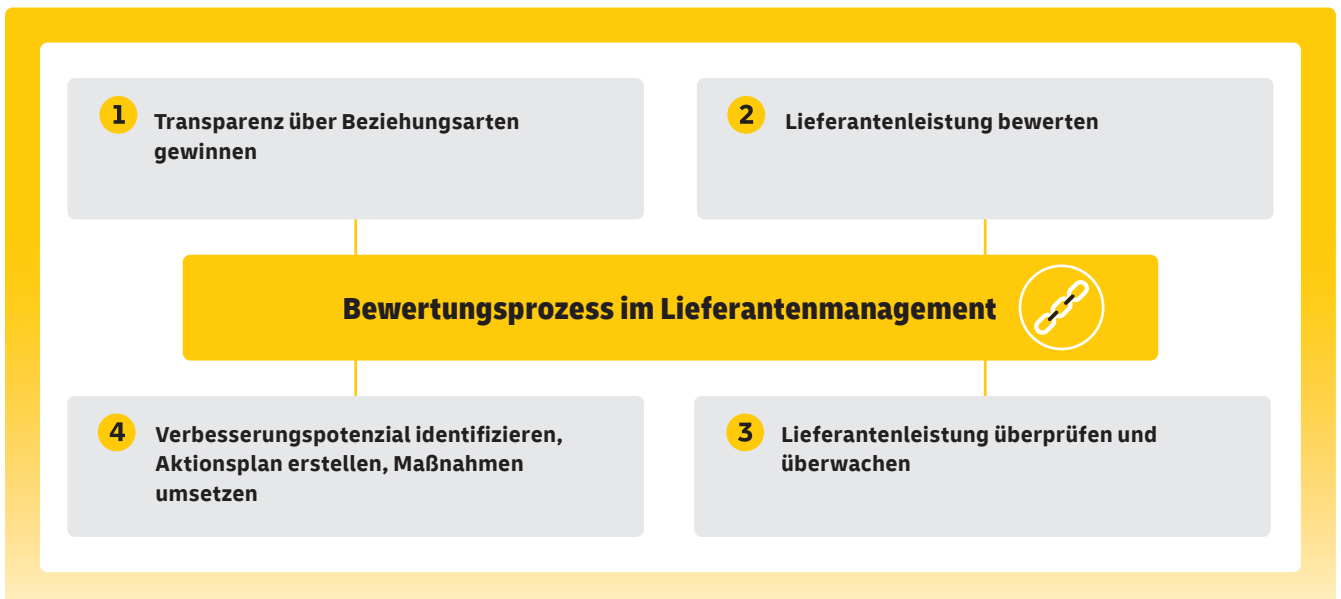 1
Transparenz über Beziehungsarten
gewinnen
2
Lieferantenleistung bewerten
Bewertungsprozess im Lieferantenmanagement
4
Verbesserungspotenzial identifizieren,
Aktionsplan erstellen, Maßnahmen
umsetzen
3
Lieferantenleistung überprüfen und
überwachen